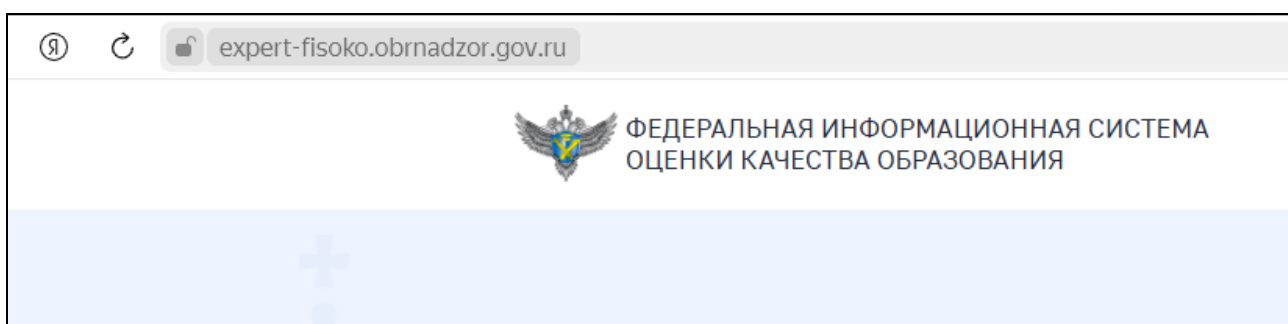 Я expert-fisoko.obrnadzor.gov.ru
ФЕДЕРАЛЬНАЯ ИНФОРМАЦИОННАЯ СИСТЕМА
ОЦЕНКИ КАЧЕСТВА ОБРАЗОВАНИЯ